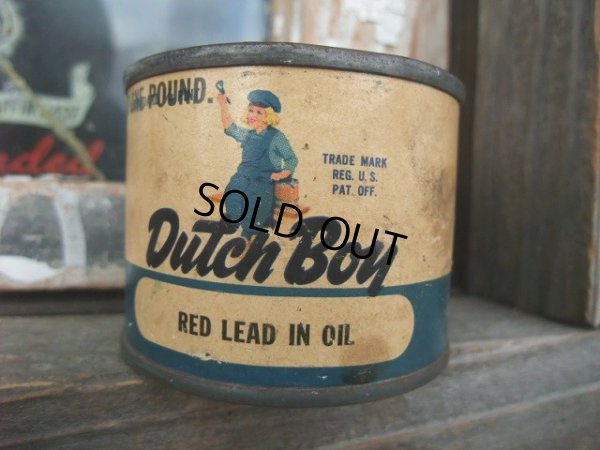 ONE POUND.
TRADE MARK
REG. U.S.
PAT. OFF.
SOLD OUT
Dutch Boy
RED LEAD IN OIL